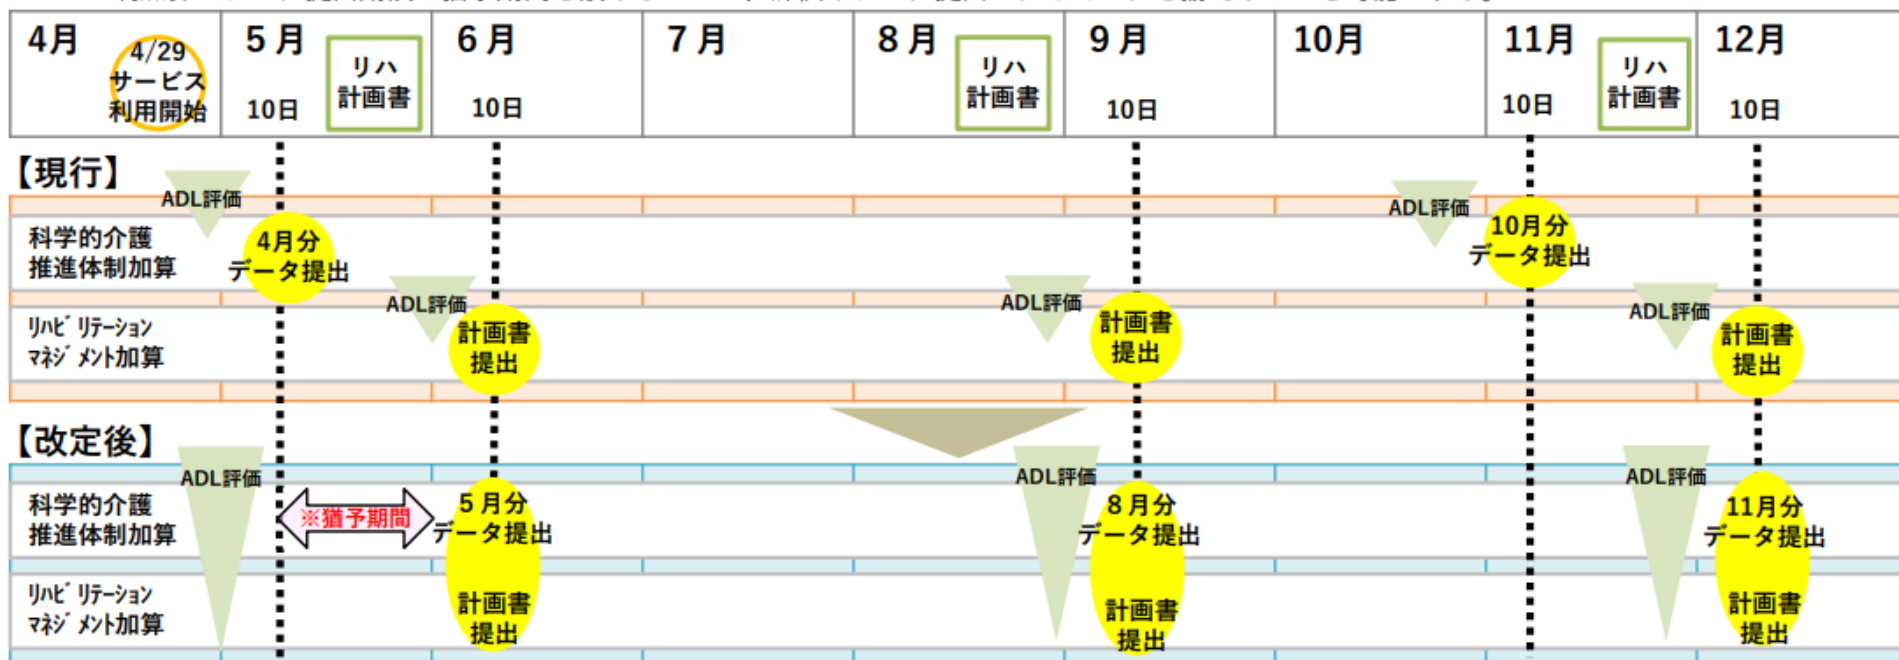 4月
4/29
サービス
利用開始
5月
10日
リハ
計画書
6月
10日
7月
8月
リハ
計画書
9月
10日
10月
11月
10日
リハ
計画書
12月
10日
【現行】
ADL評価
ADL評価
科学的介護
推進体制加算
4月分
データ提出
10月分
データ提出
ADL評価
ADL評価
ADL評価
ﾘﾊﾋﾞﾘﾃｰｼｮﾝ
ﾏﾈｼﾞﾒﾝﾄ加算
計画書
提出
計画書
提出
計画書
提出
【改定後】
ADL評価
ADL評価
ADL評価
科学的介護
推進体制加算
※猶予期間
5月分
データ提出
8月分
データ提出
11月分
データ提出
ﾘﾊﾋﾞﾘﾃｰｼｮﾝ
ﾏﾈｼﾞﾒﾝﾄ加算
計画書
提出
計画書
提出
計画書
提出